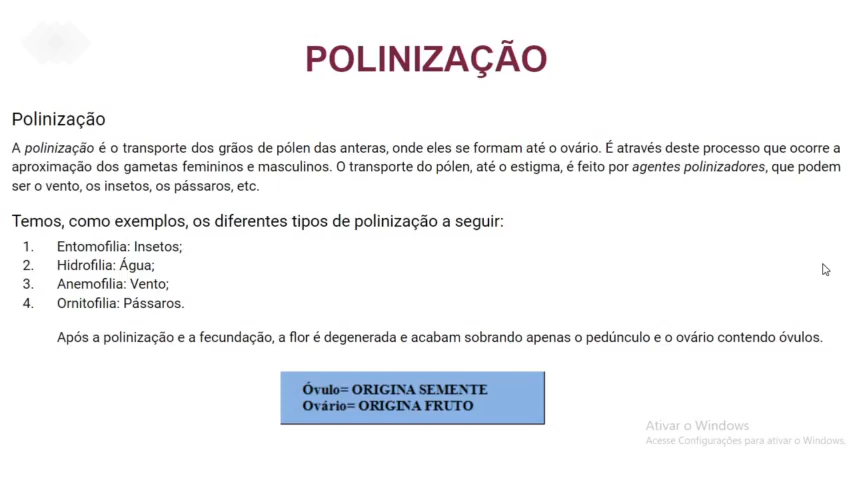 POLINIZAÇÃO
Polinização
A polinização é o transporte dos grãos de pólen das anteras, onde eles se formam até o ovário. É através deste processo que ocorre a
aproximação dos gametas femininos e masculinos. O transporte do pólen, até o estigma, é feito por agentes polinizadores, que podem
ser o vento, os insetos, os pássaros, etc.
Temos, como exemplos, os diferentes tipos de polinização a seguir:
1. Entomofilia: Insetos;
2. Hidrofilia: Água;
3. Anemofilia: Vento;
4. Ornitofilia: Pássaros.
Após a polinização e a fecundação, a flor é degenerada e acabam sobrando apenas o pedúnculo e o ovário contendo óvulos.
Óvulo= ORIGINA SEMENTE
Ovário= ORIGINA FRUTO
Ativar o Windows
Acesse Configurações para ativar o Windows.